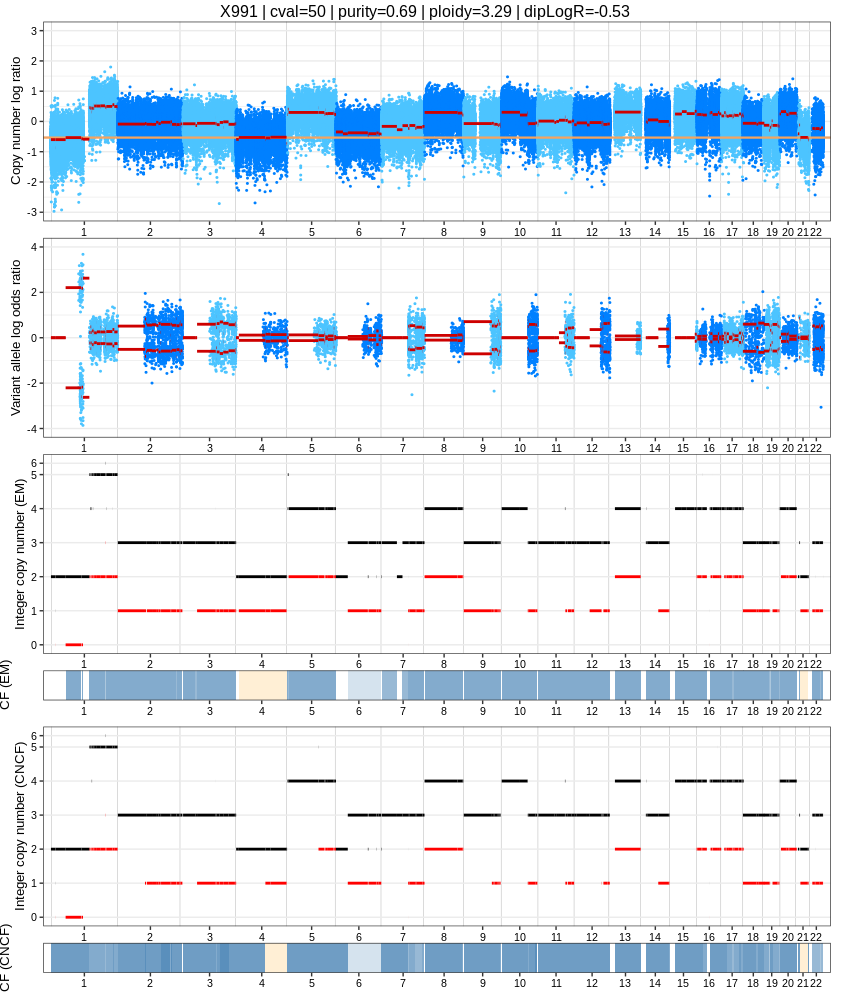 X991 | cval=50 | purity=0.69 | ploidy=3.29 | dipLogR=-0.53
Copy number log ratio
3
2
1
0
-1
-2
-3
1 2 3 4 5 6 7 8 9 10 11 12 13 14 15 16 17 18 19 20 21 22
Variant allele log odds ratio
4
2
0
-2
-4
1 2 3 4 5 6 7 8 9 10 11 12 13 14 15 16 17 18 19 20 21 22
Integer copy number (EM)
6
5
4
3
2
1
0
1 2 3 4 5 6 7 8 9 10 11 12 13 14 15 16 17 18 19 20 21 22
CF (EM)
1 2 3 4 5 6 7 8 9 10 11 12 13 14 15 16 17 18 19 20 21 22
Integer copy number (CNCF)
6
5
4
3
2
1
0
1 2 3 4 5 6 7 8 9 10 11 12 13 14 15 16 17 18 19 20 21 22
CF (CNCF)
1 2 3 4 5 6 7 8 9 10 11 12 13 14 15 16 17 18 19 20 21 22